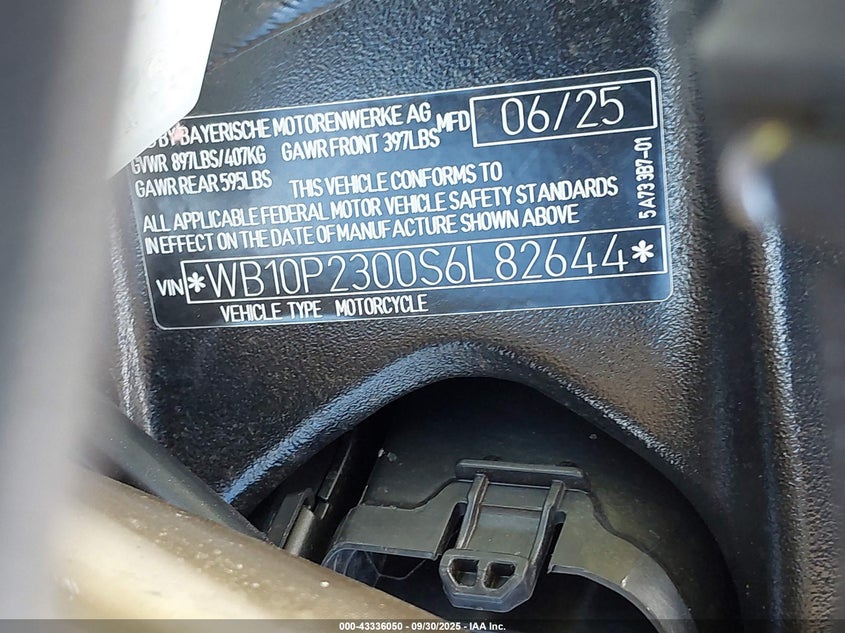 BY BAYERISCHE MOTORENWERKE AG MFD 06/25
GVWR 897LBS/407KG GAWR FRONT 397LBS
GAWR REAR 595LBS THIS VEHICLE CONFORMS TO
ALL APPLICABLE FEDERAL MOTOR VEHICLE SAFETY STANDARDS
IN EFFECT ON THE DATE OF MANUFACTURE SHOWN ABOVE
VIN *WB10P2300S6L82644*
VEHICLE TYPE MOTORCYCLE
5A733B7-01
000-43336050 - 09/30/2025 - IAA Inc.